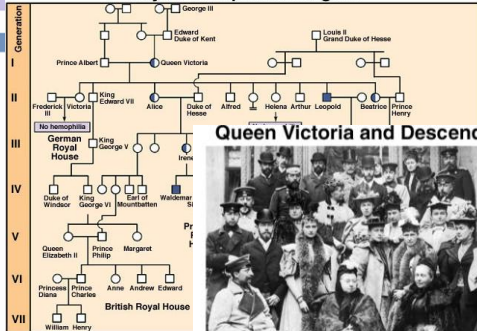 Generation
George III
Edward
Duke of Kent
Louis II
Grand Duke of Hesse
I
Prince Albert
Queen Victoria
II
Frederick
III
Victoria
King
Edward VII
Alice
Duke of
Hesse
Alfred
Helena
Arthur
Leopold
Beatrice
Prince
Henry
No hemophilia
German
Royal
House
III
King
George V
Irene
Queen Victoria and Descend
IV
Duke of
Windsor
King
George VI
Earl of
Mountbatten
Waldemar
V
Queen
Elizabeth II
Prince
Philip
Margaret
VI
Princess
Diana
Prince
Charles
Anne
Andrew
Edward
British Royal House
VII
William
Henry